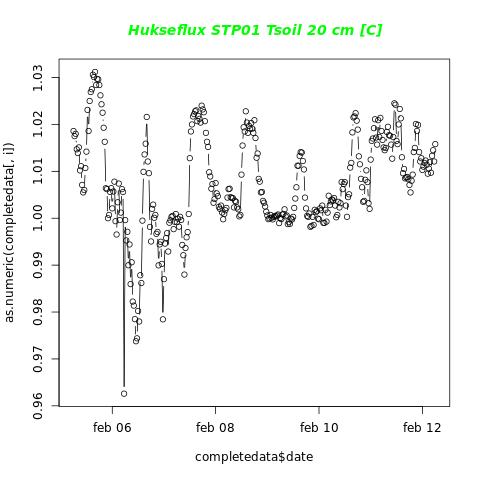 Hukseflux STP01 Tsoil 20 cm [C]
as.numeric(completedata[, i])
1.03
1.02
1.01
1.00
0.99
0.98
0.97
0.96
feb 06 feb 08 feb 10 feb 12
completedata$date